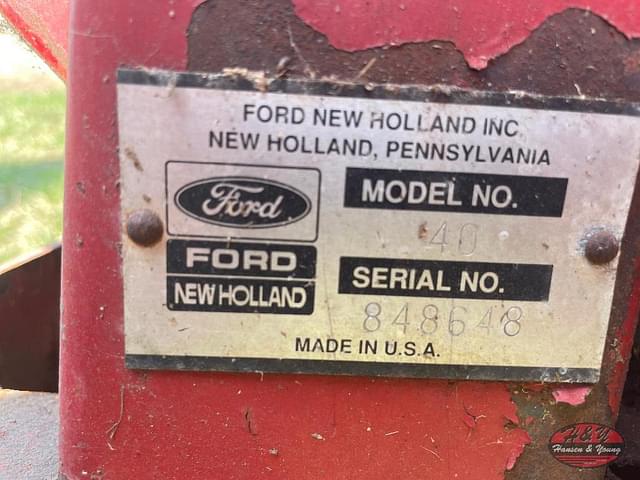 FORD NEW HOLLAND INC.
NEW HOLLAND, PENNSYLVANIA
Ford
FORD
NEW HOLLAND
MODEL NO.
40
SERIAL NO.
848648
MADE IN U.S.A.
H&Y
Hansen & Young